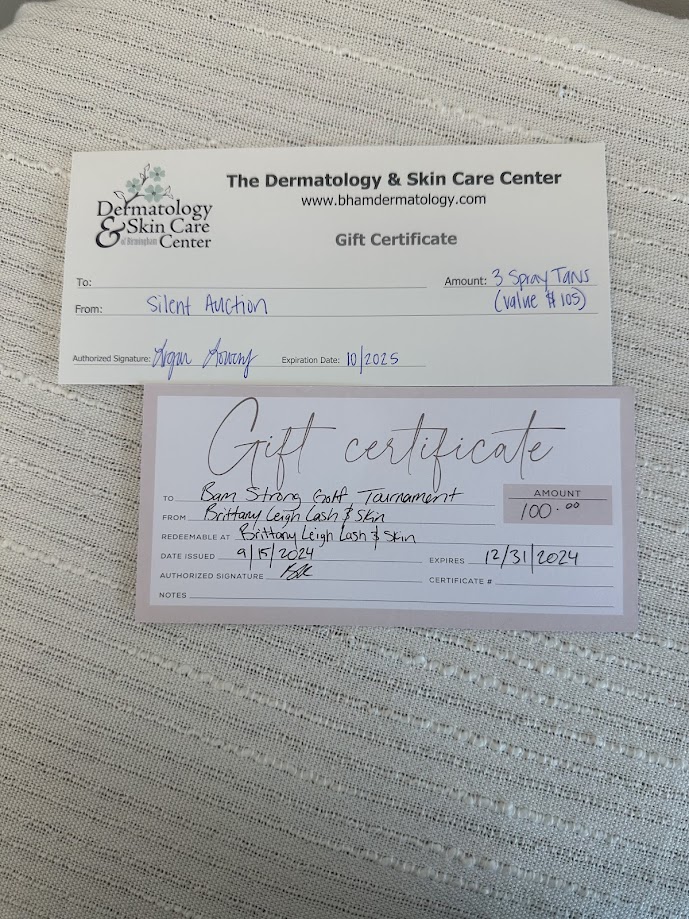 Dermatology
& Skin Care
of Birmingham Center
The Dermatology & Skin Care Center
www.bhamdermatology.com
Gift Certificate
To:
Amount: 3 Spray Tans
(value $105)
From: Silent Auction
Authorized Signature:
Expiration Date: 10/2025
Gift certificate
TO Bam Strong Golf Tournament
AMOUNT
100.00
FROM Brittany Leigh Lash & Skin
REDEEMABLE AT Brittany Leigh Lash & Skin
DATE ISSUED 9/15/2024
EXPIRES 12/31/2024
AUTHORIZED SIGNATURE
CERTIFICATE #
NOTES